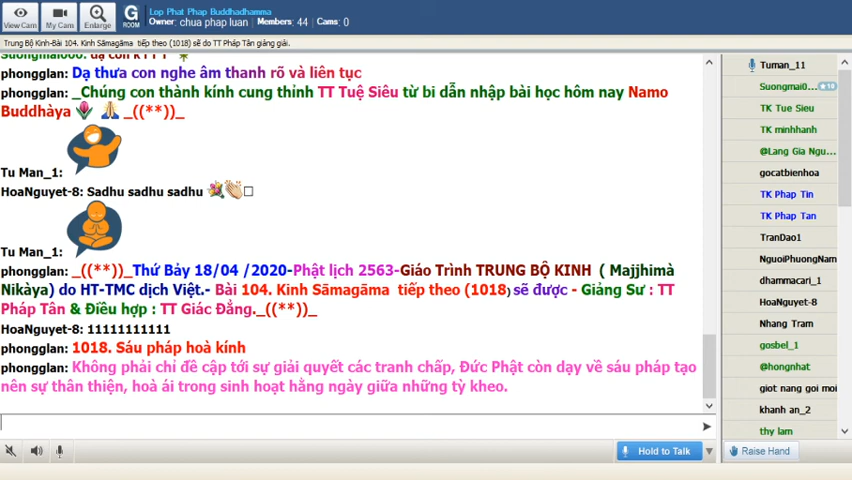 View Cam
My Cam
Enlarge
G
ROOM
Lop Phat Phap Buddhadhamma
Owner: chua phap luan Members: 44 Cams: 0
Trung Bộ Kinh-Bài 104. Kinh Sāmagāma tiếp theo (1018) sẽ do TT Pháp Tân giảng giải.
phongglan: Dạ thưa con nghe âm thanh rõ và liên tục
phongglan: _Chúng con thành kính cung thỉnh TT Tuệ Siêu từ bi dẫn nhập bài học hôm nay Namo
Buddhàya 🌷 🙏 _((**))_
Tu Man_1:
HoaNguyet-8: Sadhu sadhu sadhu 💐👏□
Tu Man_1:
phongglan: _((**))_Thứ Bảy 18/04 /2020-Phật lịch 2563-Giáo Trình TRUNG BỘ KINH ( Majjhimà
Nikàya) do HT-TMC dịch Việt.- Bài 104. Kinh Sāmagāma tiếp theo (1018) sẽ được - Giảng Sư : TT
Pháp Tân & Điều hợp : TT Giác Đẳng._((**))_
HoaNguyet-8: 11111111111
phongglan: 1018. Sáu pháp hoà kính
phongglan: Không phải chỉ đề cập tới sự giải quyết các tranh chấp, Đức Phật còn dạy về sáu pháp tạo
nên sự thân thiện, hoà ái trong sinh hoạt hằng ngày giữa những tỳ kheo.
Hold to Talk
Tuman_11
Suongmai0... ★10
TK Tue Sieu
TK minhhanh
@Lang Gia Ngu...
gocatbienhoa
TK Phap Tin
TK Phap Tan
TranDao1
NguoiPhuongNam
dhammacari_1
HoaNguyet-8
Nhang Tram
gosbel_1
@hongnhat
giot nang goi moi
khanh an_2
thy lam
Raise Hand